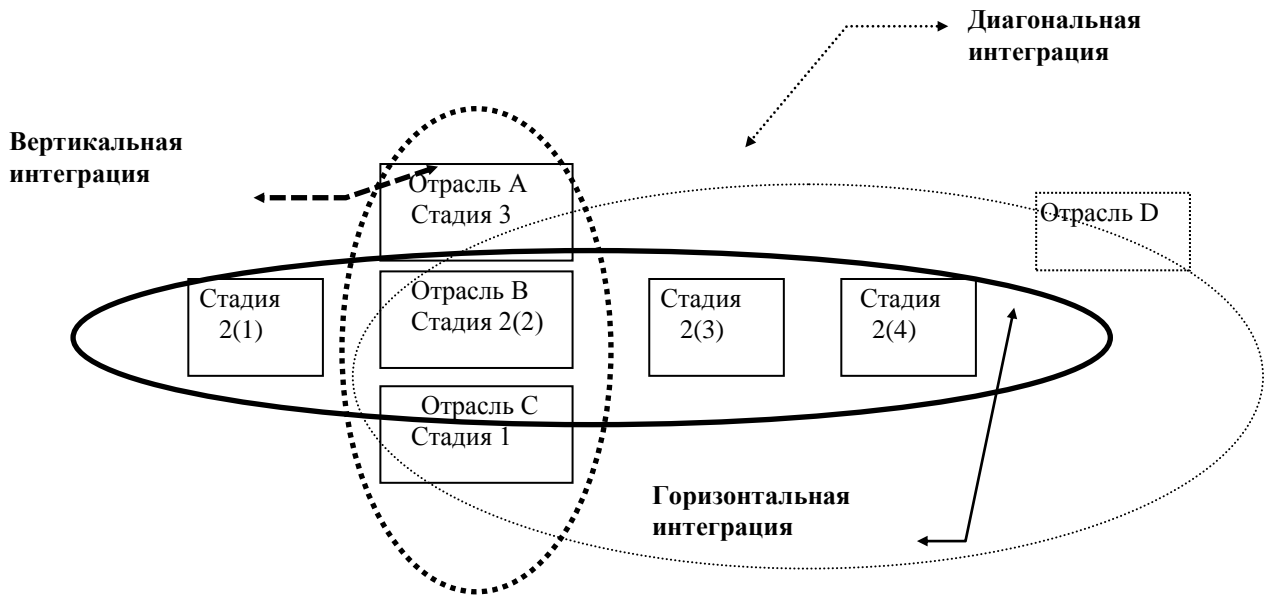 Диагональная
интеграция
Вертикальная
интеграция
Отрасль А
Стадия 3
Отрасль D
Стадия
2(1)
Отрасль В
Стадия 2(2)
Стадия
2(3)
Стадия
2(4)
Отрасль С
Стадия 1
Горизонтальная
интеграция